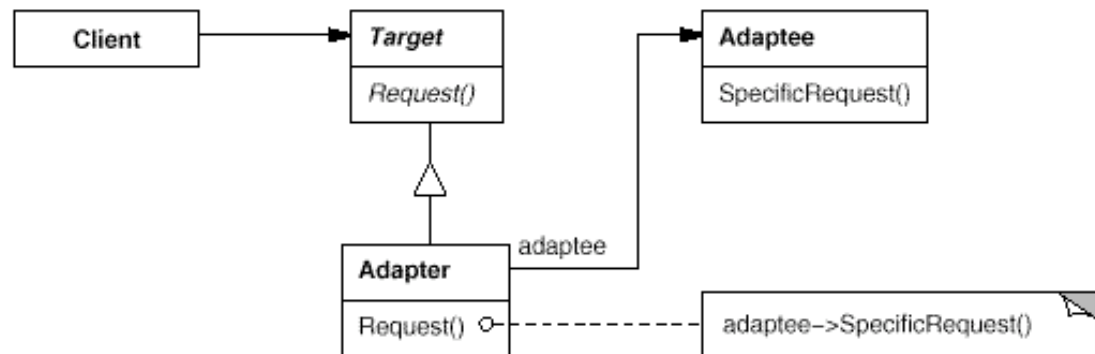 Client
Target
Request()
Adaptee
SpecificRequest()
adaptee
Adapter
Request()
adaptee->SpecificRequest()